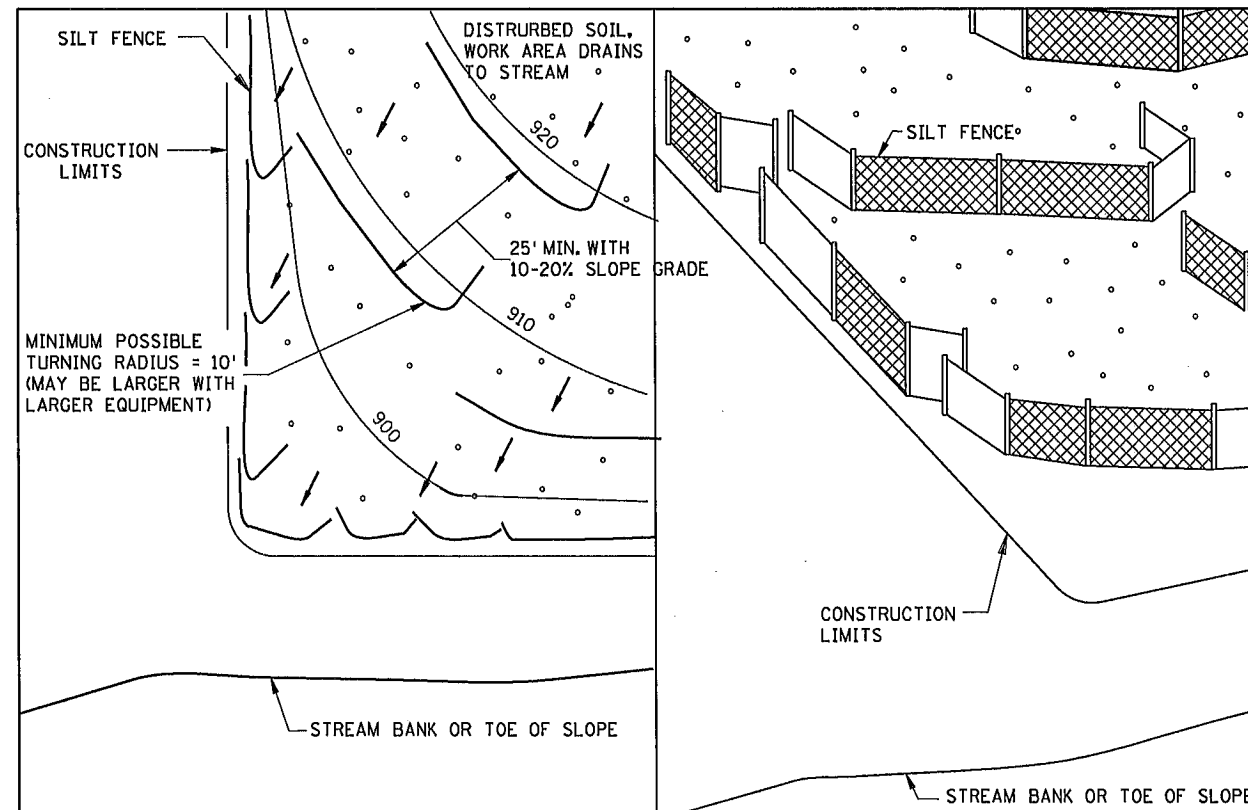 SILT FENCE
DISTRURBED SOIL,
WORK AREA DRAINS
TO STREAM
920
CONSTRUCTION
LIMITS
25' MIN. WITH
10-20% SLOPE GRADE
910
MINIMUM POSSIBLE
TURNING RADIUS = 10'
(MAY BE LARGER WITH
LARGER EQUIPMENT)
900
STREAM BANK OR TOE OF SLOPE
SILT FENCE
CONSTRUCTION
LIMITS
STREAM BANK OR TOE OF SLOPE